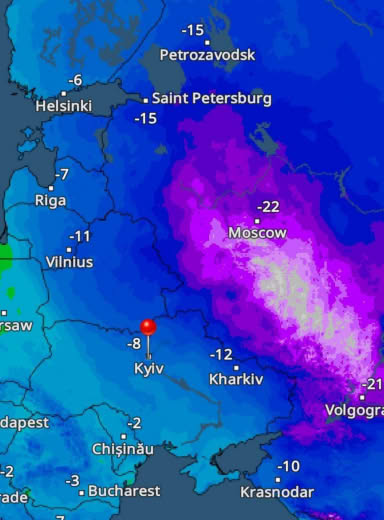 -15
Petrozavodsk
-6
Helsinki
Saint Petersburg
-15
-7
Riga
-22
Moscow
-11
Vilnius
rsaw
-8
Kyiv
-12
Kharkiv
-21
Volgogra
dapest
-2
Chișinău
-2
rade
-3
Bucharest
-10
Krasnodar